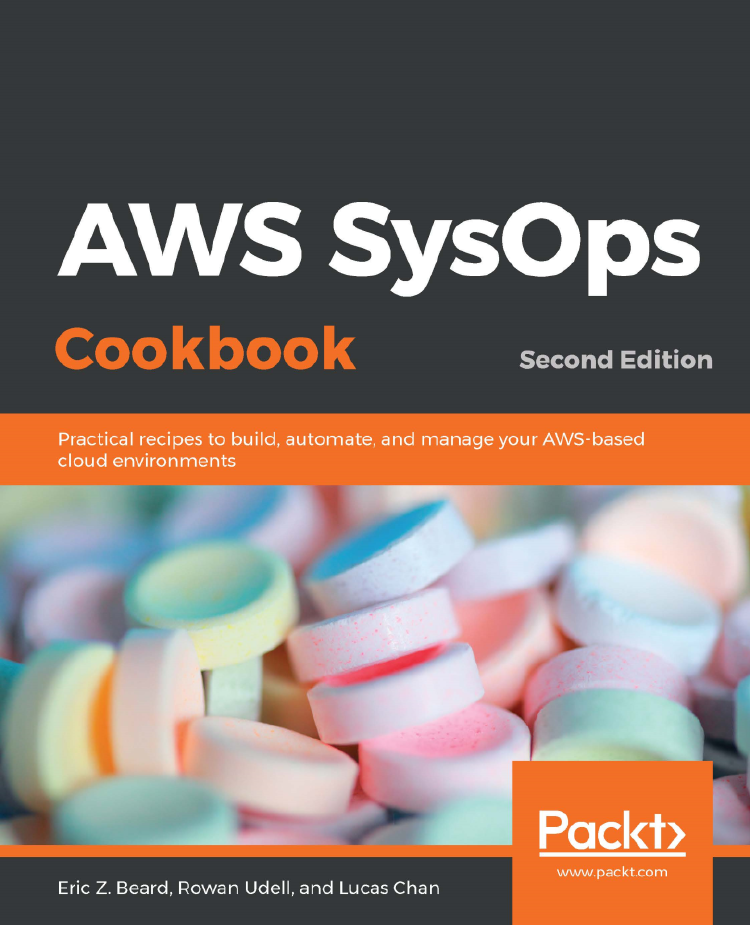 AWS SysOps
Cookbook
Second Edition
Practical recipes to build, automate, and manage your AWS-based
cloud environments
Packt>
www.packt.com
Eric Z. Beard, Rowan Udell, and Lucas Chan